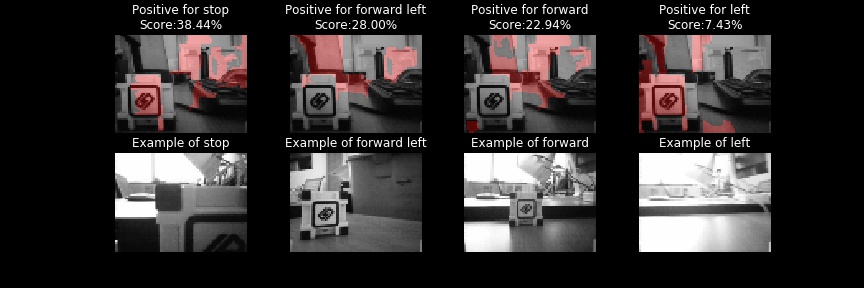 Positive for stop
Score:38.44%
Positive for forward left
Score:28.00%
Positive for forward
Score:22.94%
Positive for left
Score:7.43%
Example of stop
Example of forward left
Example of forward
Example of left